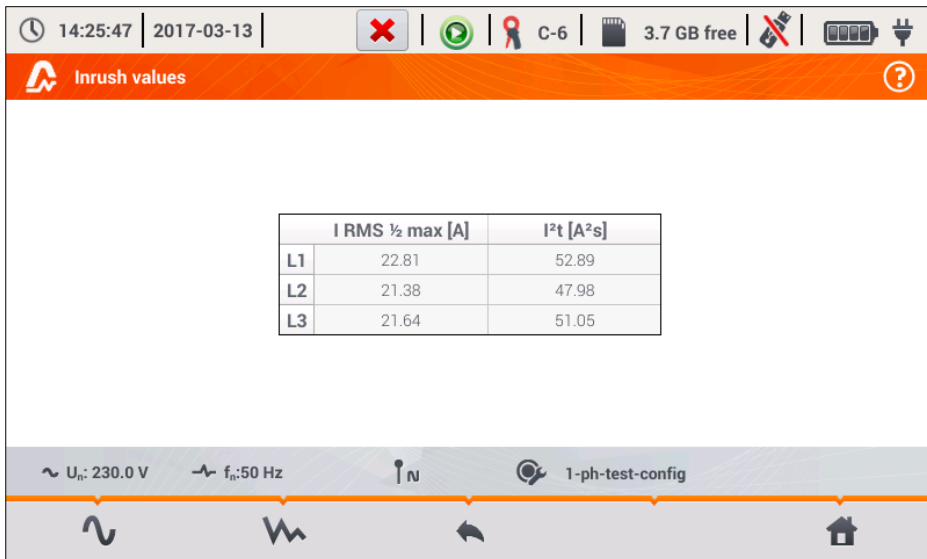 14:25:47 2017-03-13 C-6 3.7 GB free
Inrush values ?
I RMS ½ max [A] I²t [A²s]
L1 22.81 52.89
L2 21.38 47.98
L3 21.64 51.05
Uₙ: 230.0 V fₙ:50 Hz N 1-ph-test-config